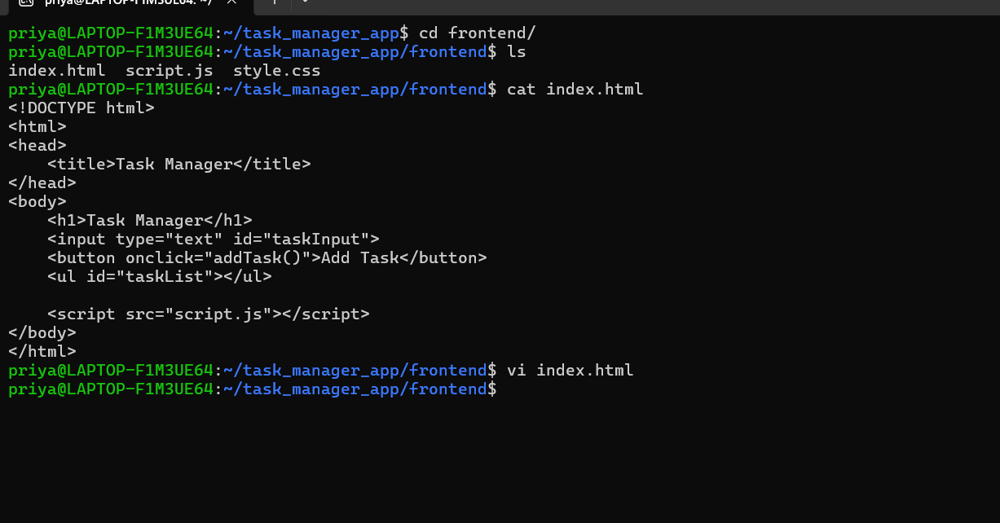 priya@LAPTOP-F1M3UE64: ~/
priya@LAPTOP-F1M3UE64:~/task_manager_app$ cd frontend/
priya@LAPTOP-F1M3UE64:~/task_manager_app/frontend$ ls
index.html  script.js  style.css
priya@LAPTOP-F1M3UE64:~/task_manager_app/frontend$ cat index.html
<!DOCTYPE html>
<html>
<head>
    <title>Task Manager</title>
</head>
<body>
    <h1>Task Manager</h1>
    <input type="text" id="taskInput">
    <button onclick="addTask()">Add Task</button>
    <ul id="taskList"></ul>

    <script src="script.js"></script>
</body>
</html>
priya@LAPTOP-F1M3UE64:~/task_manager_app/frontend$ vi index.html
priya@LAPTOP-F1M3UE64:~/task_manager_app/frontend$